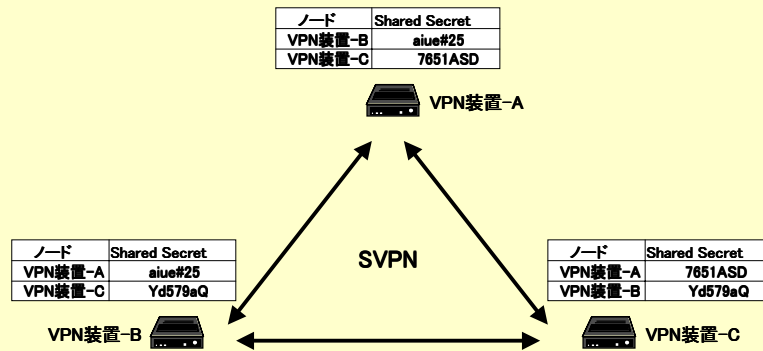 ノード Shared Secret
VPN装置-B aiue#25
VPN装置-C 7651ASD
VPN装置-A
ノード Shared Secret
VPN装置-A aiue#25
VPN装置-C Yd579aQ
VPN装置-B
SVPN
ノード Shared Secret
VPN装置-A 7651ASD
VPN装置-B Yd579aQ
VPN装置-C